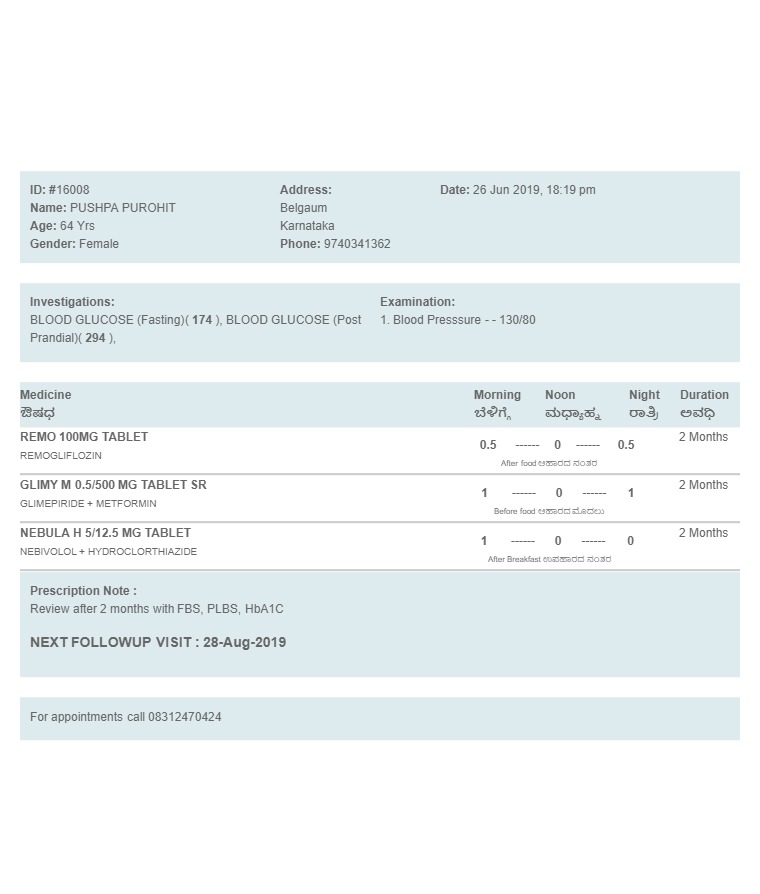 ID: #16008
Name: PUSHPA PUROHIT
Age: 64 Yrs
Gender: Female
Address:
Belgaum
Karnataka
Phone: 9740341362
Date: 26 Jun 2019, 18:19 pm
Investigations:
BLOOD GLUCOSE (Fasting)( 174 ), BLOOD GLUCOSE (Post
Prandial)( 294 ),
Examination:
1. Blood Presssure - - 130/80
Medicine Morning Noon Night Duration
ಔಷಧ ಬೆಳಿಗ್ಗೆ ಮಧ್ಯಾಹ್ನ ರಾತ್ರಿ ಅವಧಿ
REMO 100MG TABLET 0.5 ------ 0 ------ 0.5 2 Months
REMOGLIFLOZIN After food ಆಹಾರದ ನಂತರ
GLIMY M 0.5/500 MG TABLET SR 1 ------ 0 ------ 1 2 Months
GLIMEPIRIDE + METFORMIN Before food ಆಹಾರದ ಮೊದಲು
NEBULA H 5/12.5 MG TABLET 1 ------ 0 ------ 0 2 Months
NEBIVOLOL + HYDROCLORTHIAZIDE After Breakfast ಉಪಹಾರದ ನಂತರ
Prescription Note :
Review after 2 months with FBS, PLBS, HbA1C
NEXT FOLLOWUP VISIT : 28-Aug-2019
For appointments call 08312470424